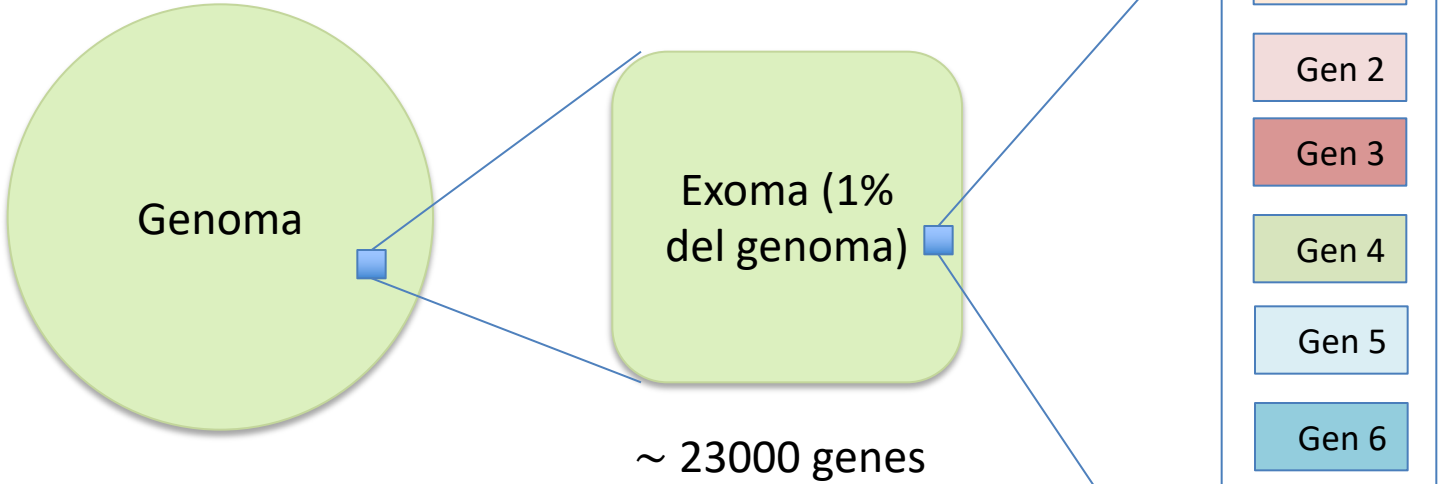 Genoma
Exoma (1%
del genoma)
~ 23000 genes
Gen 2
Gen 3
Gen 4
Gen 5
Gen 6